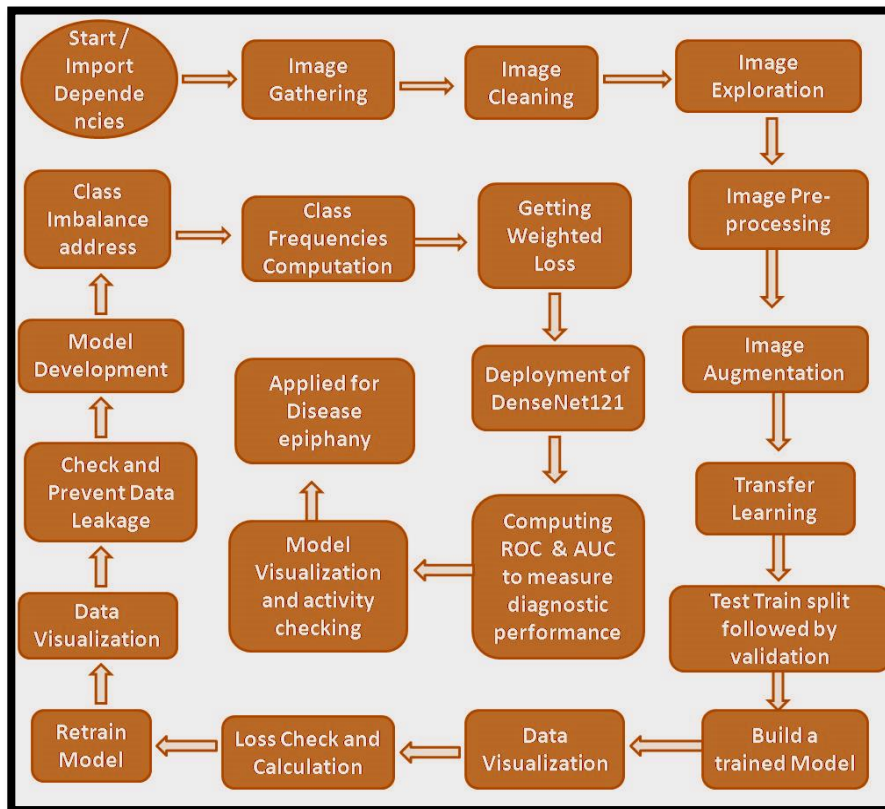 Start /
Import
Depende
ncies
Image
Gathering
Image
Cleaning
Image
Exploration
Image Pre-
processing
Image
Augmentation
Transfer
Learning
Test Train split
followed by
validation
Build a
trained Model
Data
Visualization
Loss Check and
Calculation
Retrain
Model
Data
Visualization
Check and
Prevent Data
Leakage
Model
Development
Class
Imbalance
address
Class
Frequencies
Computation
Getting
Weighted
Loss
Deployment of
DenseNet121
Computing
ROC & AUC
to measure
diagnostic
performance
Model
Visualization
and activity
checking
Applied for
Disease
epiphany